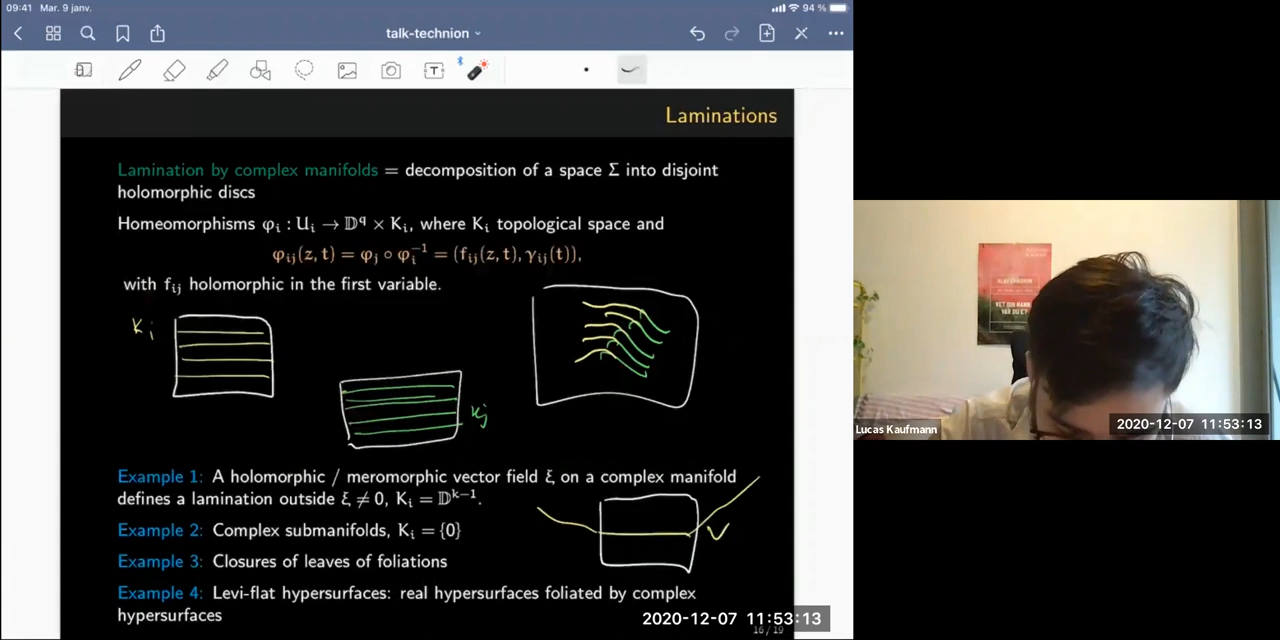 09:41 Mar. 9 janv.
94 %
talk-technion
T
Laminations
Lamination by complex manifolds = decomposition of a space Σ into disjoint
holomorphic discs
Homeomorphisms φᵢ : Uᵢ → 𝔻^q × Kᵢ, where Kᵢ topological space and
φᵢⱼ(z, t) = φⱼ ∘ φᵢ⁻¹ = (fᵢⱼ(z, t), γᵢⱼ(t)),
with fᵢⱼ holomorphic in the first variable.
Kᵢ
Kⱼ
Example 1: A holomorphic / meromorphic vector field ξ on a complex manifold
defines a lamination outside ξ ≠ 0, Kᵢ = 𝔻^{k−1}.
Example 2: Complex submanifolds, Kᵢ = {0}
V
Example 3: Closures of leaves of foliations
Example 4: Levi-flat hypersurfaces: real hypersurfaces foliated by complex
hypersurfaces
2020-12-07 11:53:13
16 / 19
Lucas Kaufmann
2020-12-07 11:53:13